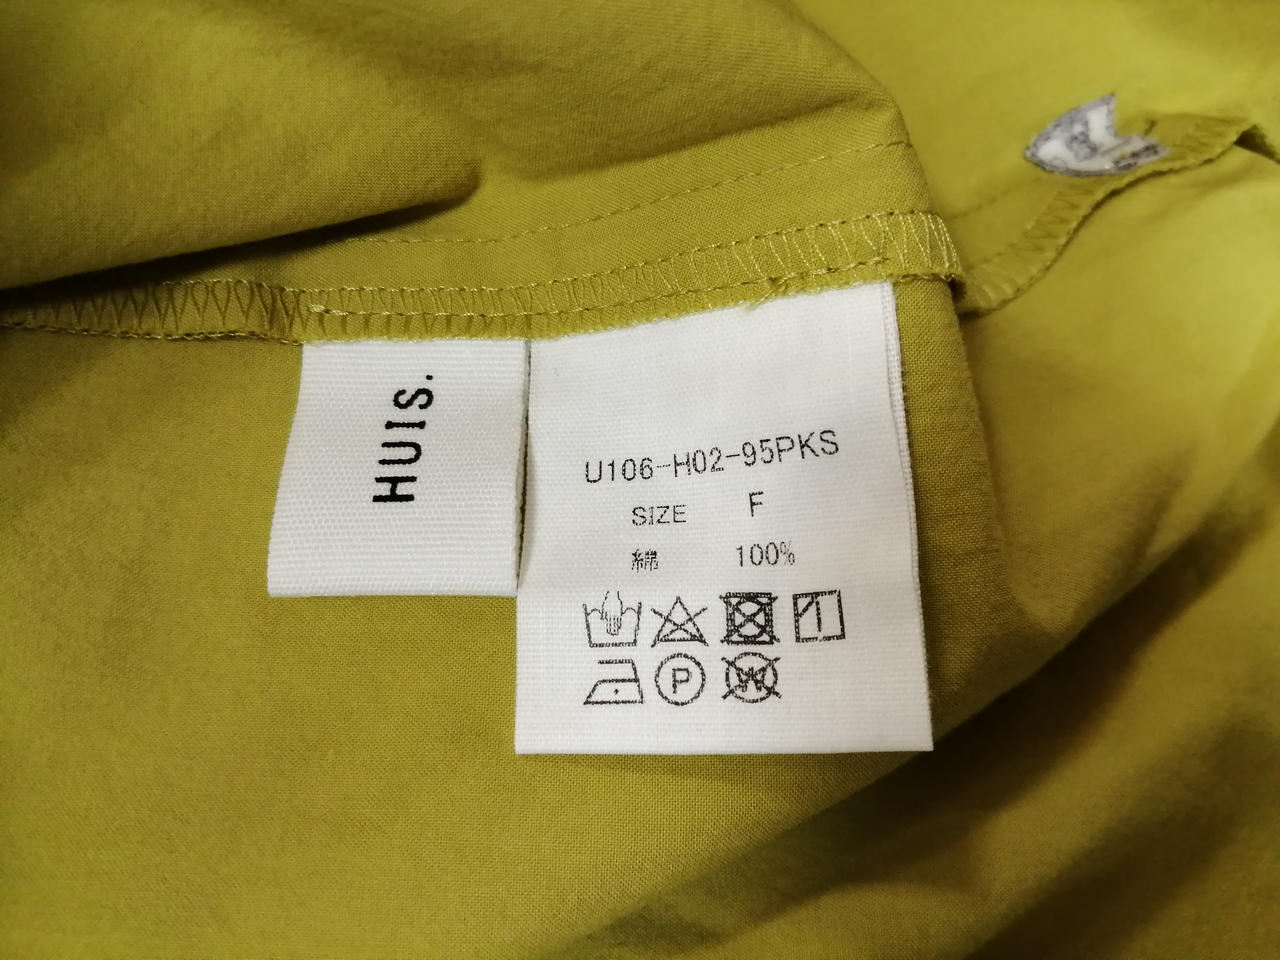 HUIS.
U106-H02-95PKS
SIZE F
綿 100%
P
W